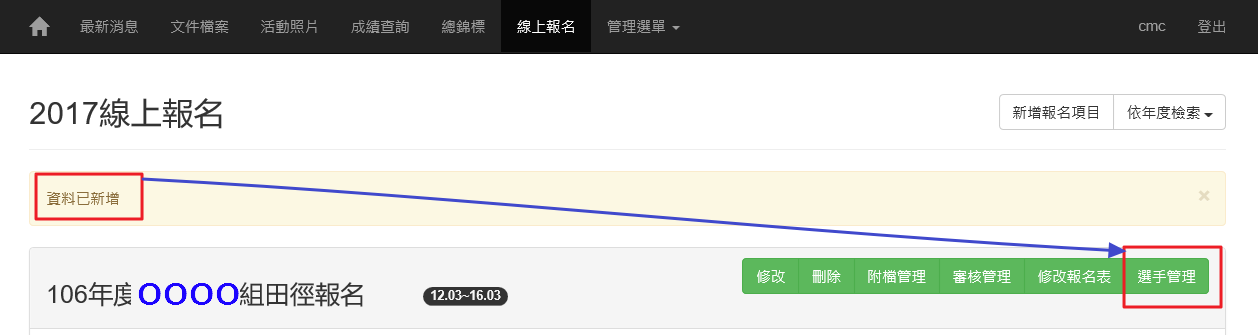 最新消息 文件檔案 活動照片 成績查詢 總錦標 線上報名 管理選單 cmc 登出
2017線上報名 新增報名項目 依年度檢索
資料已新增 ×
106年度OOOO組田徑報名 12.03~16.03 修改 刪除 附檔管理 審核管理 修改報名表 選手管理